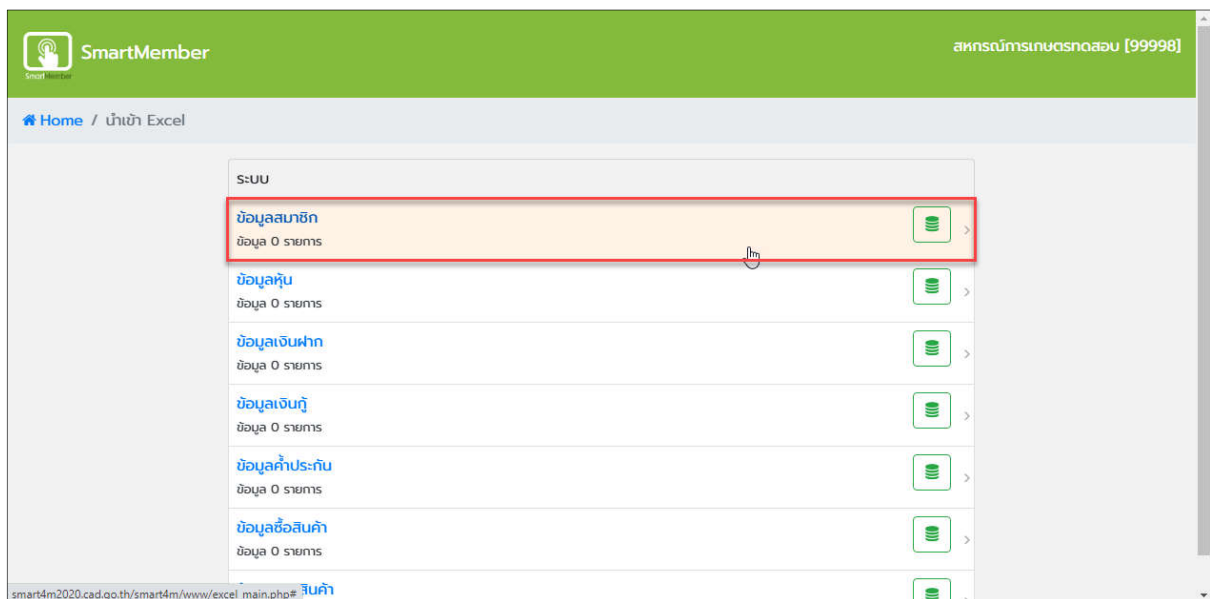 SmartMember
SmartMember
สหกรณ์การเกษตรทดสอบ [99998]
Home / นำเข้า Excel
ระบบ
ข้อมูลสมาชิก
ข้อมูล 0 รายการ
ข้อมูลหุ้น
ข้อมูล 0 รายการ
ข้อมูลเงินฝาก
ข้อมูล 0 รายการ
ข้อมูลเงินกู้
ข้อมูล 0 รายการ
ข้อมูลค้ำประกัน
ข้อมูล 0 รายการ
ข้อมูลซื้อสินค้า
ข้อมูล 0 รายการ
สินค้า
smart4m2020.cad.go.th/smart4m/www/excel_main.php#